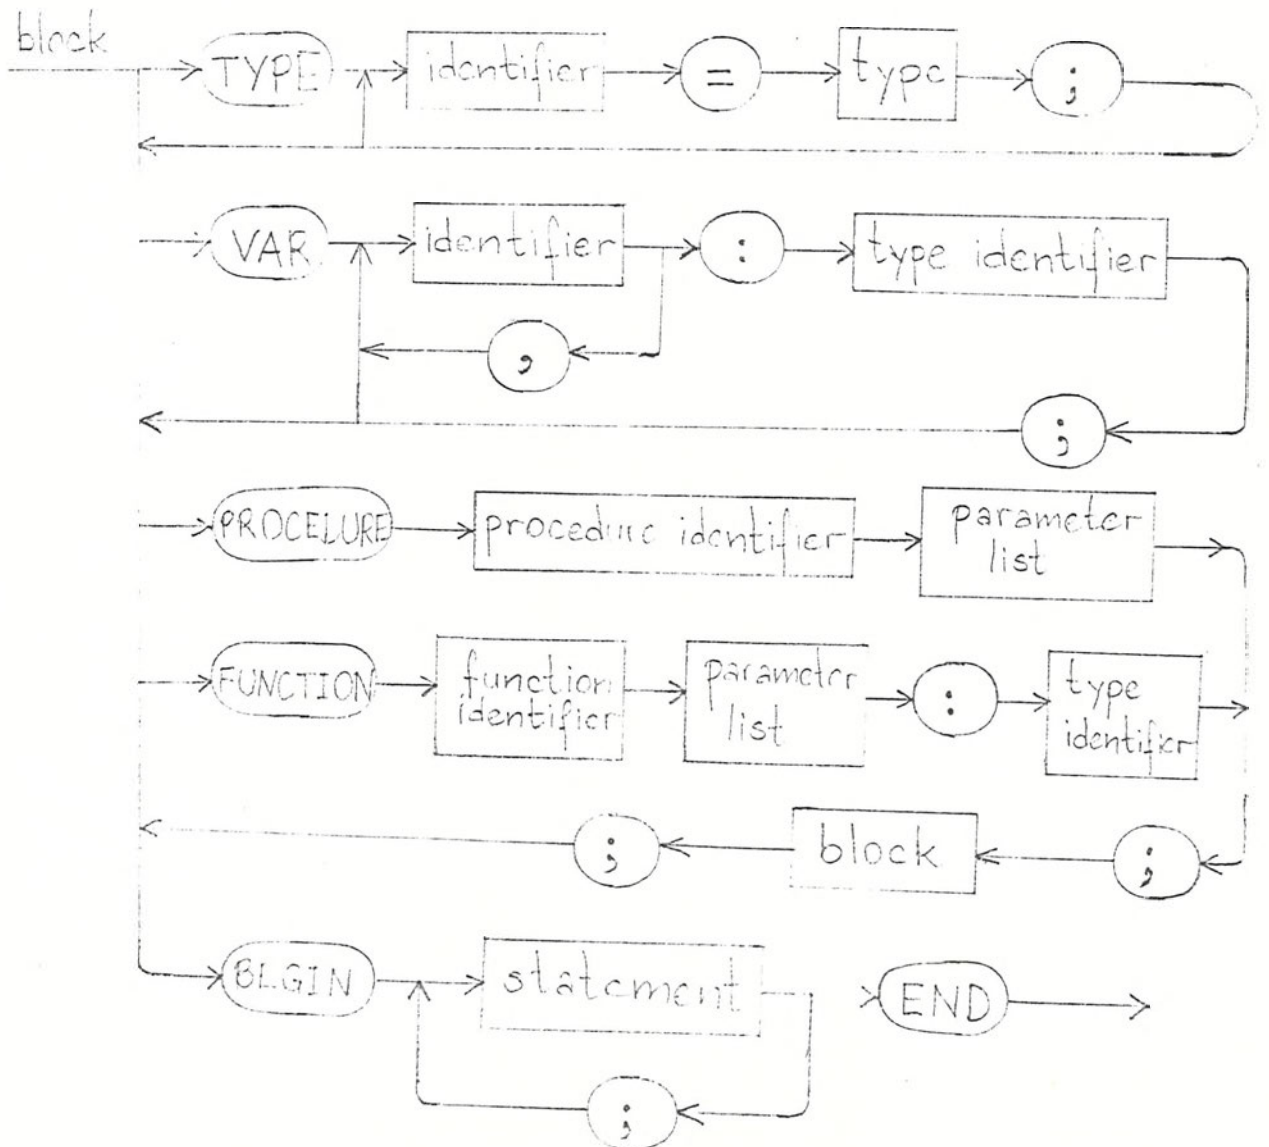 block
TYPE identifier = type ;
VAR identifier : type identifier
,
;
PROCEDURE procedure identifier parameter
list
FUNCTION function
identifier parameter
list : type
identifier
; block ;
BEGIN statement END
;